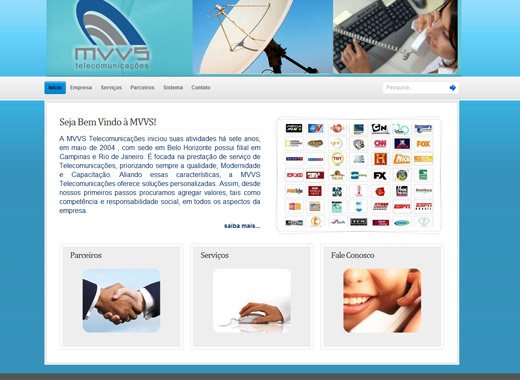 MVVS
telecomunicações
Início Empresa Serviços Parceiros Sistema Contato
Pesquise...
Seja Bem Vindo à MVVS!
A MVVS Telecomunicações iniciou suas atividades há sete anos,
em maio de 2004 , com sede em Belo Horizonte possui filial em
Campinas e Rio de Janeiro. É focada na prestação de serviço de
Telecomunicações, priorizando sempre a qualidade, Modernidade
e Capacitação. Aliando essas características, a MVVS
Telecomunicações oferece soluções personalizadas. Assim, desde
nossos primeiros passos procuramos agregar valores, tais como
competência e responsabilidade social, em todos os aspectos da
empresa.
saiba mais...
CN
Discovery
FOX
TNT
Nick
FX
FOXlife
ESPN
Parceiros Serviços Fale Conosco